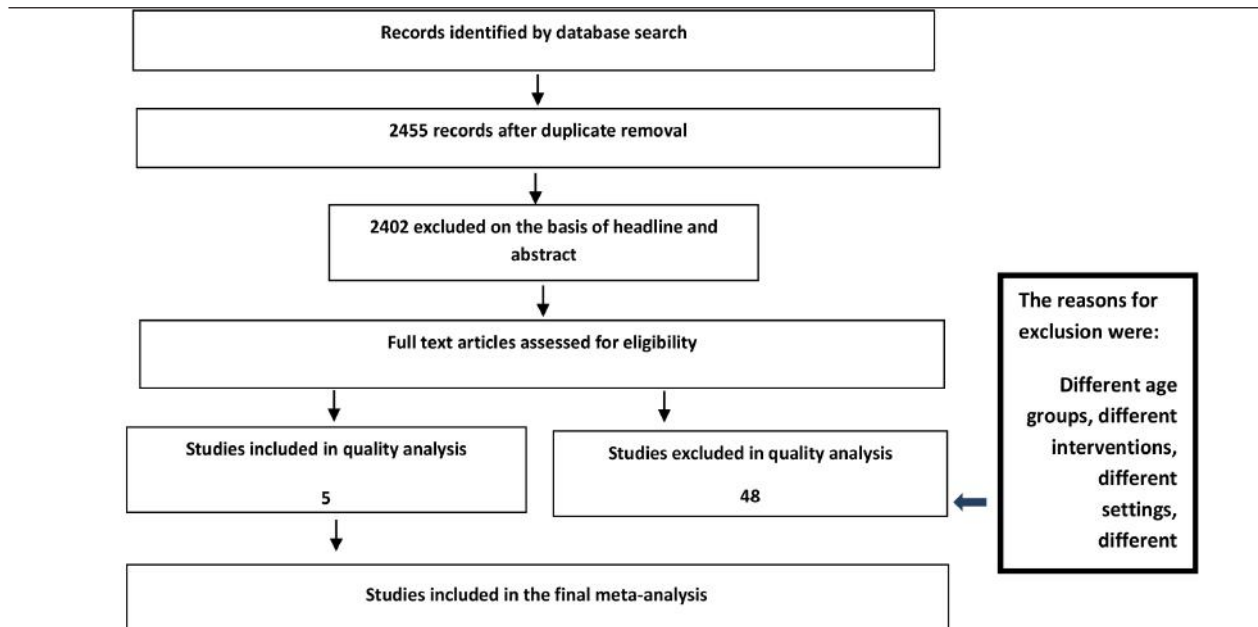 Records identified by database search
2455 records after duplicate removal
2402 excluded on the basis of headline and
abstract
Full text articles assessed for eligibility
Studies included in quality analysis
5
Studies excluded in quality analysis
48
The reasons for
exclusion were:
Different age
groups, different
interventions,
different
settings,
different
Studies included in the final meta-analysis